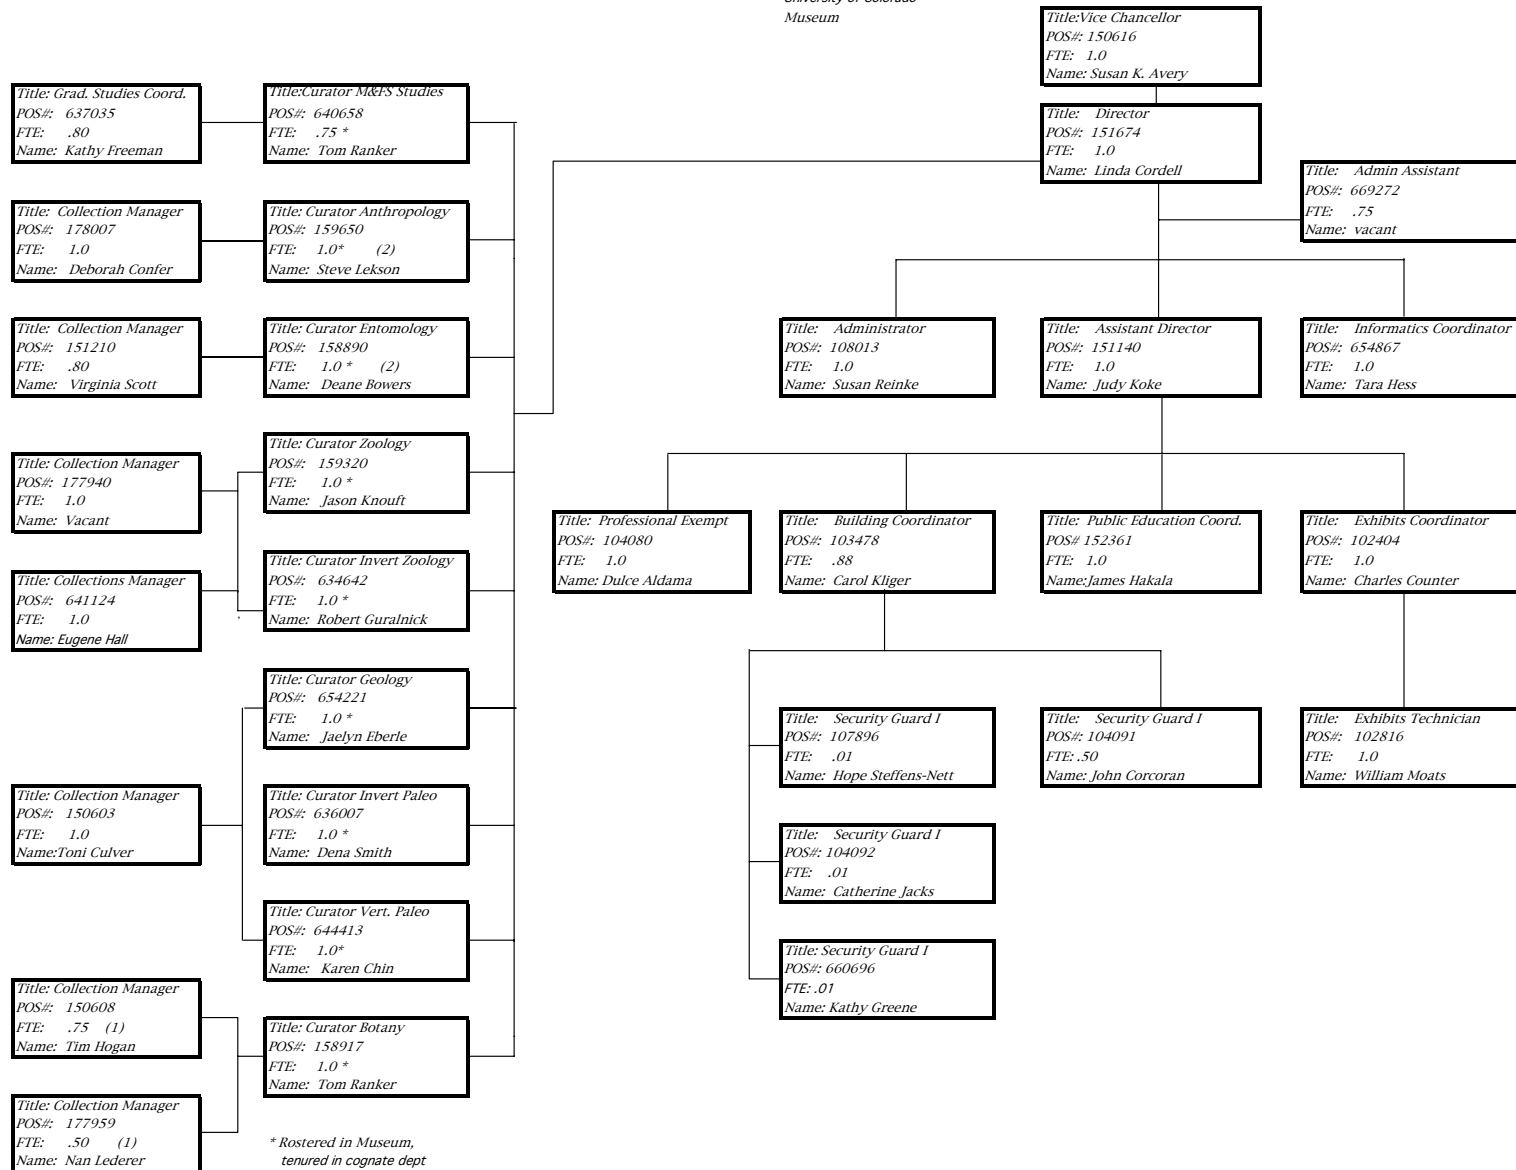 University of Colorado
Museum
Title:Vice Chancellor
POS#: 150616
FTE: 1.0
Name: Susan K. Avery
Title: Director
POS#: 151674
FTE: 1.0
Name: Linda Cordell
Title: Admin Assistant
POS#: 669272
FTE: .75
Name: vacant
Title: Grad. Studies Coord.
POS#: 637035
FTE: .80
Name: Kathy Freeman
Title:Curator M&FS Studies
POS#: 640658
FTE: .75 *
Name: Tom Ranker
Title: Collection Manager
POS#: 178007
FTE: 1.0
Name: Deborah Confer
Title: Curator Anthropology
POS#: 159650
FTE: 1.0* (2)
Name: Steve Lekson
Title: Collection Manager
POS#: 151210
FTE: .80
Name: Virginia Scott
Title: Curator Entomology
POS#: 158890
FTE: 1.0 * (2)
Name: Deane Bowers
Title: Administrator
POS#: 108013
FTE: 1.0
Name: Susan Reinke
Title: Assistant Director
POS#: 151140
FTE: 1.0
Name: Judy Koke
Title: Informatics Coordinator
POS#: 654867
FTE: 1.0
Name: Tara Hess
Title: Collection Manager
POS#: 177940
FTE: 1.0
Name: Vacant
Title: Curator Zoology
POS#: 159320
FTE: 1.0 *
Name: Jason Knouft
Title: Collections Manager
POS#: 641124
FTE: 1.0
Name: Eugene Hall
Title: Curator Invert Zoology
POS#: 634642
FTE: 1.0 *
Name: Robert Guralnick
Title: Professional Exempt
POS#: 104080
FTE: 1.0
Name: Dulce Aldama
Title: Building Coordinator
POS#: 103478
FTE: .88
Name: Carol Kliger
Title: Public Education Coord.
POS# 152361
FTE: 1.0
Name:James Hakala
Title: Exhibits Coordinator
POS#: 102404
FTE: 1.0
Name: Charles Counter
Title: Curator Geology
POS#: 654221
FTE: 1.0 *
Name: Jaelyn Eberle
Title: Security Guard I
POS#: 107896
FTE: .01
Name: Hope Steffens-Nett
Title: Security Guard I
POS#: 104091
FTE: .50
Name: John Corcoran
Title: Exhibits Technician
POS#: 102816
FTE: 1.0
Name: William Moats
Title: Collection Manager
POS#: 150603
FTE: 1.0
Name:Toni Culver
Title: Curator Invert Paleo
POS#: 636007
FTE: 1.0 *
Name: Dena Smith
Title: Security Guard I
POS#: 104092
FTE: .01
Name: Catherine Jacks
Title: Curator Vert. Paleo
POS#: 644413
FTE: 1.0*
Name: Karen Chin
Title: Security Guard I
POS#: 660696
FTE: .01
Name: Kathy Greene
Title: Collection Manager
POS#: 150608
FTE: .75 (1)
Name: Tim Hogan
Title: Curator Botany
POS#: 158917
FTE: 1.0 *
Name: Tom Ranker
Title: Collection Manager
POS#: 177959
FTE: .50 (1)
Name: Nan Lederer
* Rostered in Museum,
tenured in cognate dept